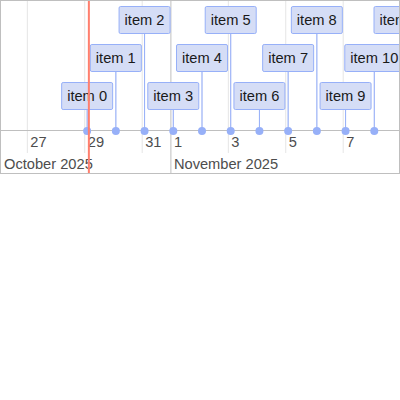 item 2 item 5 item 8
item 1 item 4 item 7 item 10
item 0 item 3 item 6 item 9
27 29 31 1 3 5 7
October 2025 November 2025